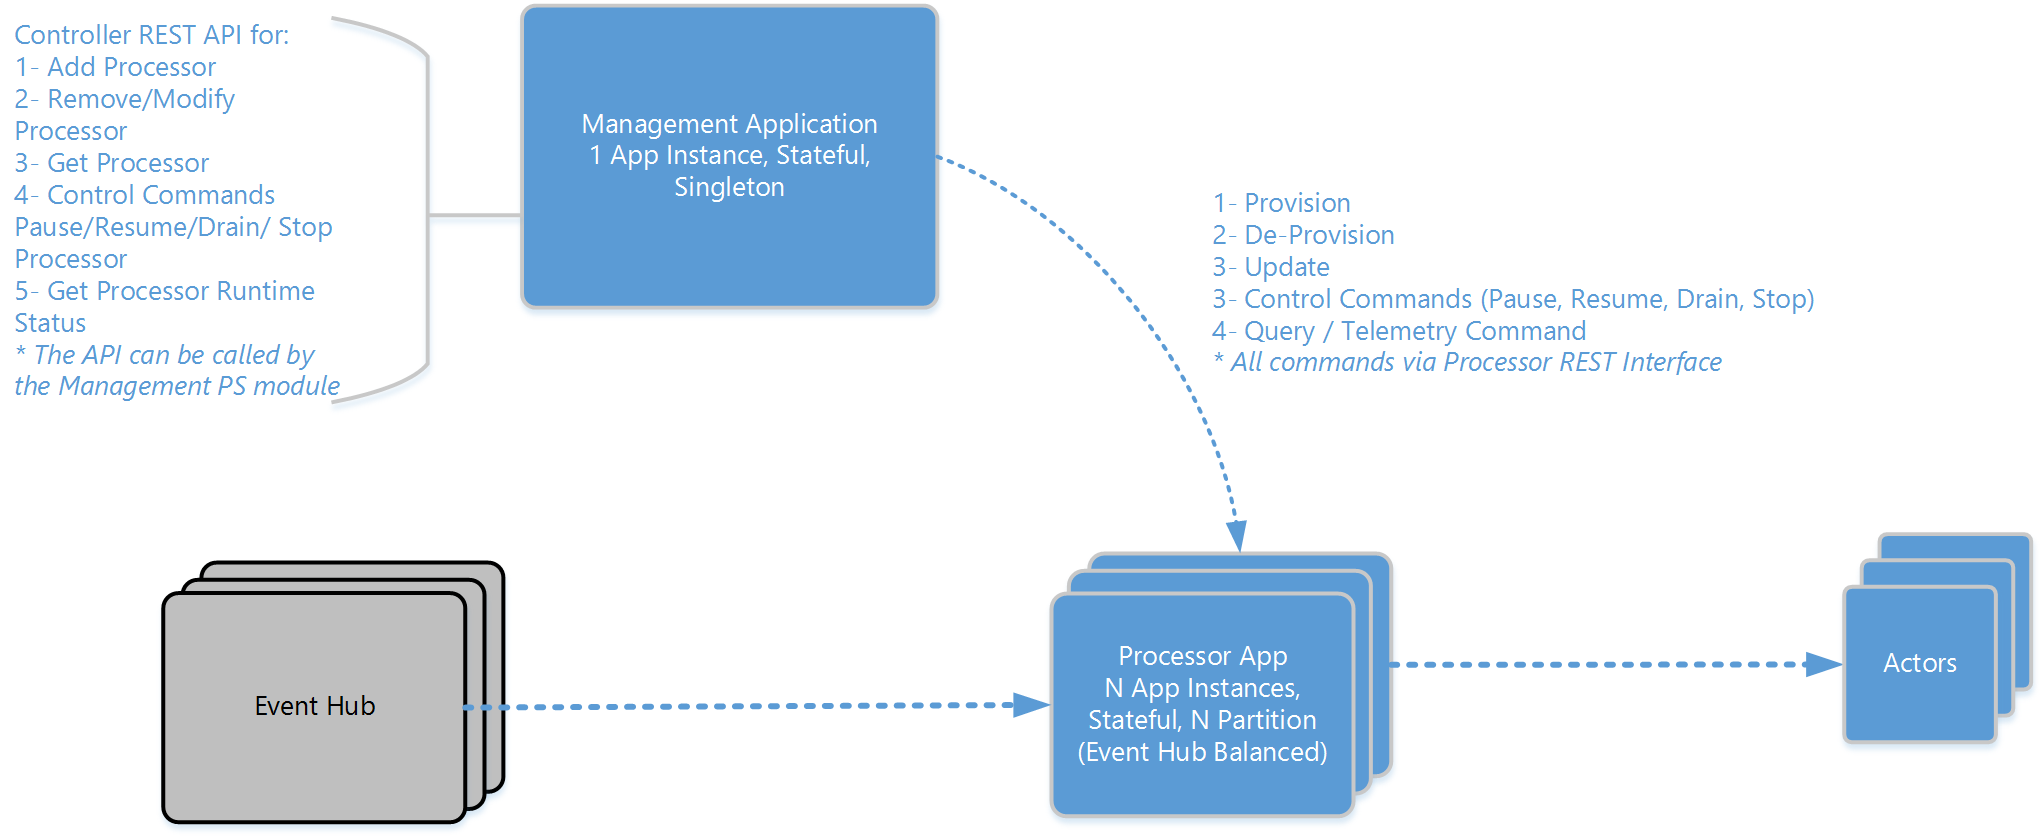 Controller REST API for:
1- Add Processor
2- Remove/Modify
Processor
3- Get Processor
4- Control Commands
Pause/Resume/Drain/ Stop
Processor
5- Get Processor Runtime
Status
* The API can be called by
the Management PS module
Management Application
1 App Instance, Stateful,
Singleton
1- Provision
2- De-Provision
3- Update
3- Control Commands (Pause, Resume, Drain, Stop)
4- Query / Telemetry Command
* All commands via Processor REST Interface
Event Hub
Processor App
N App Instances,
Stateful, N Partition
(Event Hub Balanced)
Actors